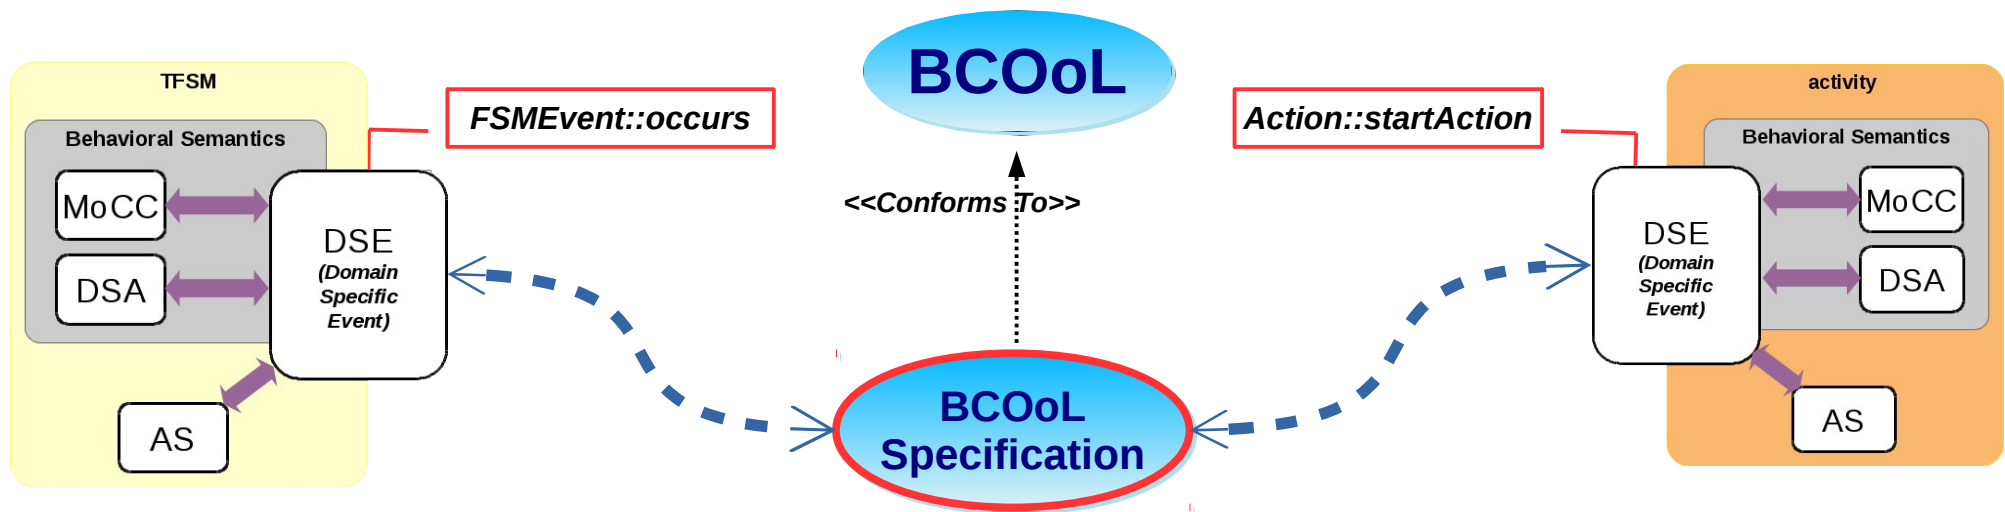 TFSM
Behavioral Semantics
MoCC
DSA
DSE
(Domain
Specific
Event)
AS
FSMEvent::occurs
BCOoL
<<Conforms To>>
BCOoL
Specification
Action::startAction
activity
Behavioral Semantics
DSE
(Domain
Specific
Event)
MoCC
DSA
AS